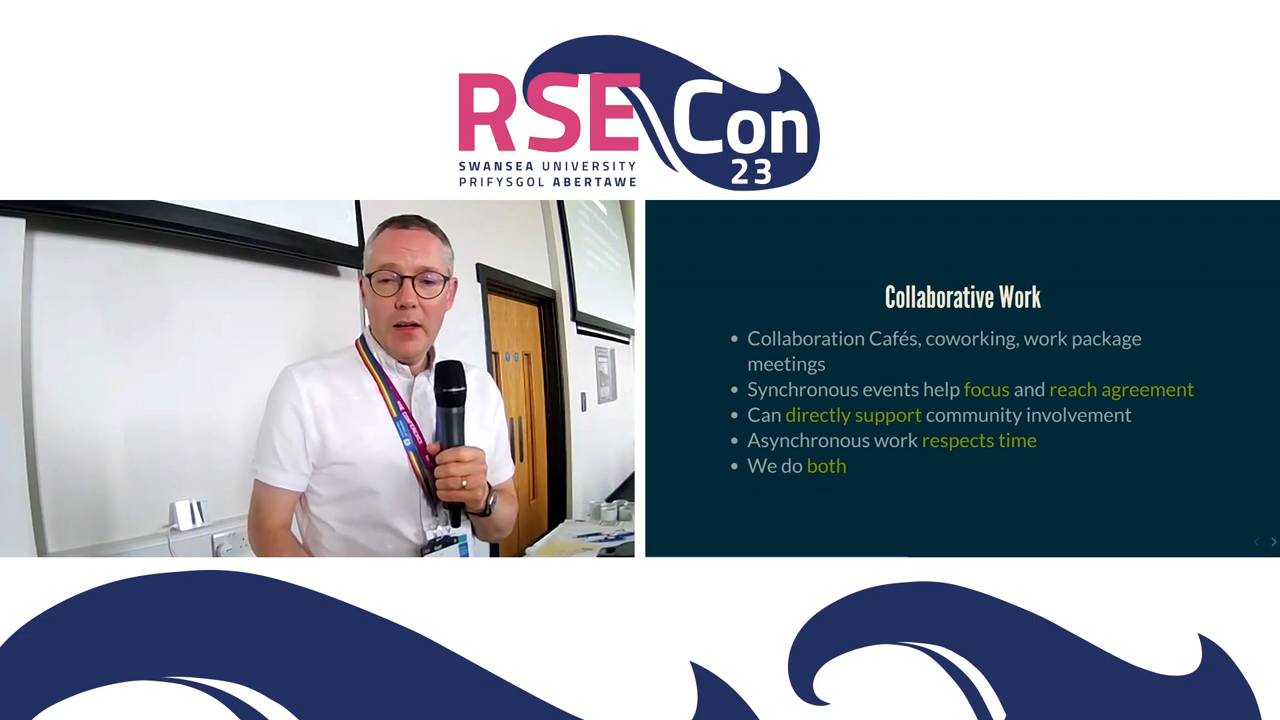 RSE Con
23
SWANSEA UNIVERSITY
PRIFYSGOL ABERTAWE
Collaborative Work
• Collaboration Cafés, coworking, work package
meetings
• Synchronous events help focus and reach agreement
• Can directly support community involvement
• Asynchronous work respects time
• We do both